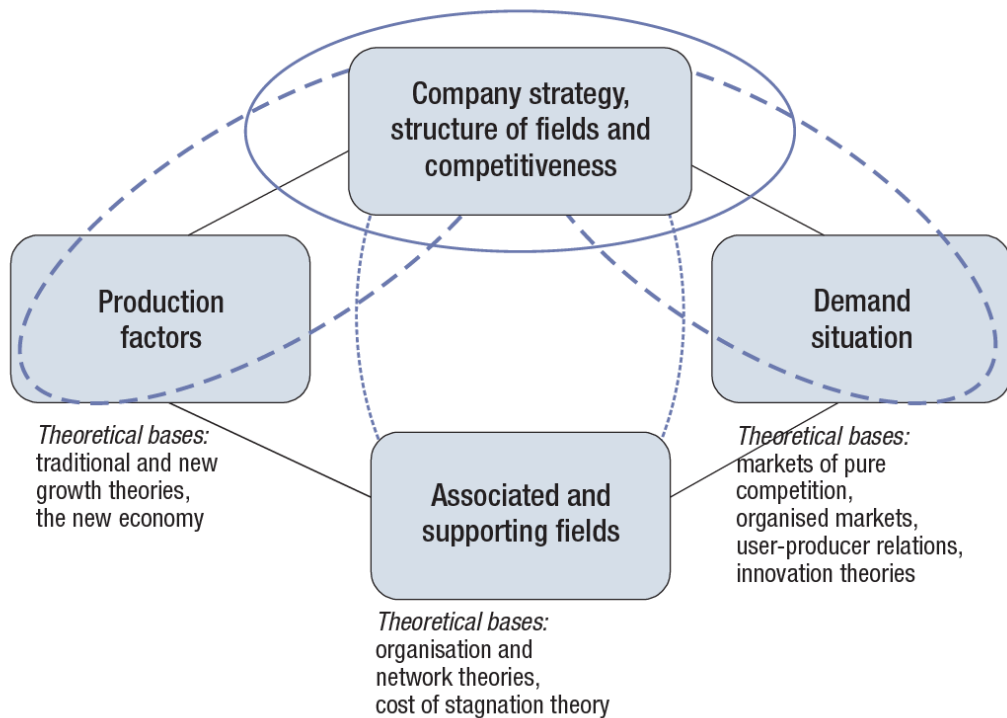 Company strategy,
structure of fields and
competitiveness
Production
factors
Demand
situation
Theoretical bases:
traditional and new
growth theories,
the new economy
Associated and
supporting fields
Theoretical bases:
markets of pure
competition,
organised markets,
user-producer relations,
innovation theories
Theoretical bases:
organisation and
network theories,
cost of stagnation theory